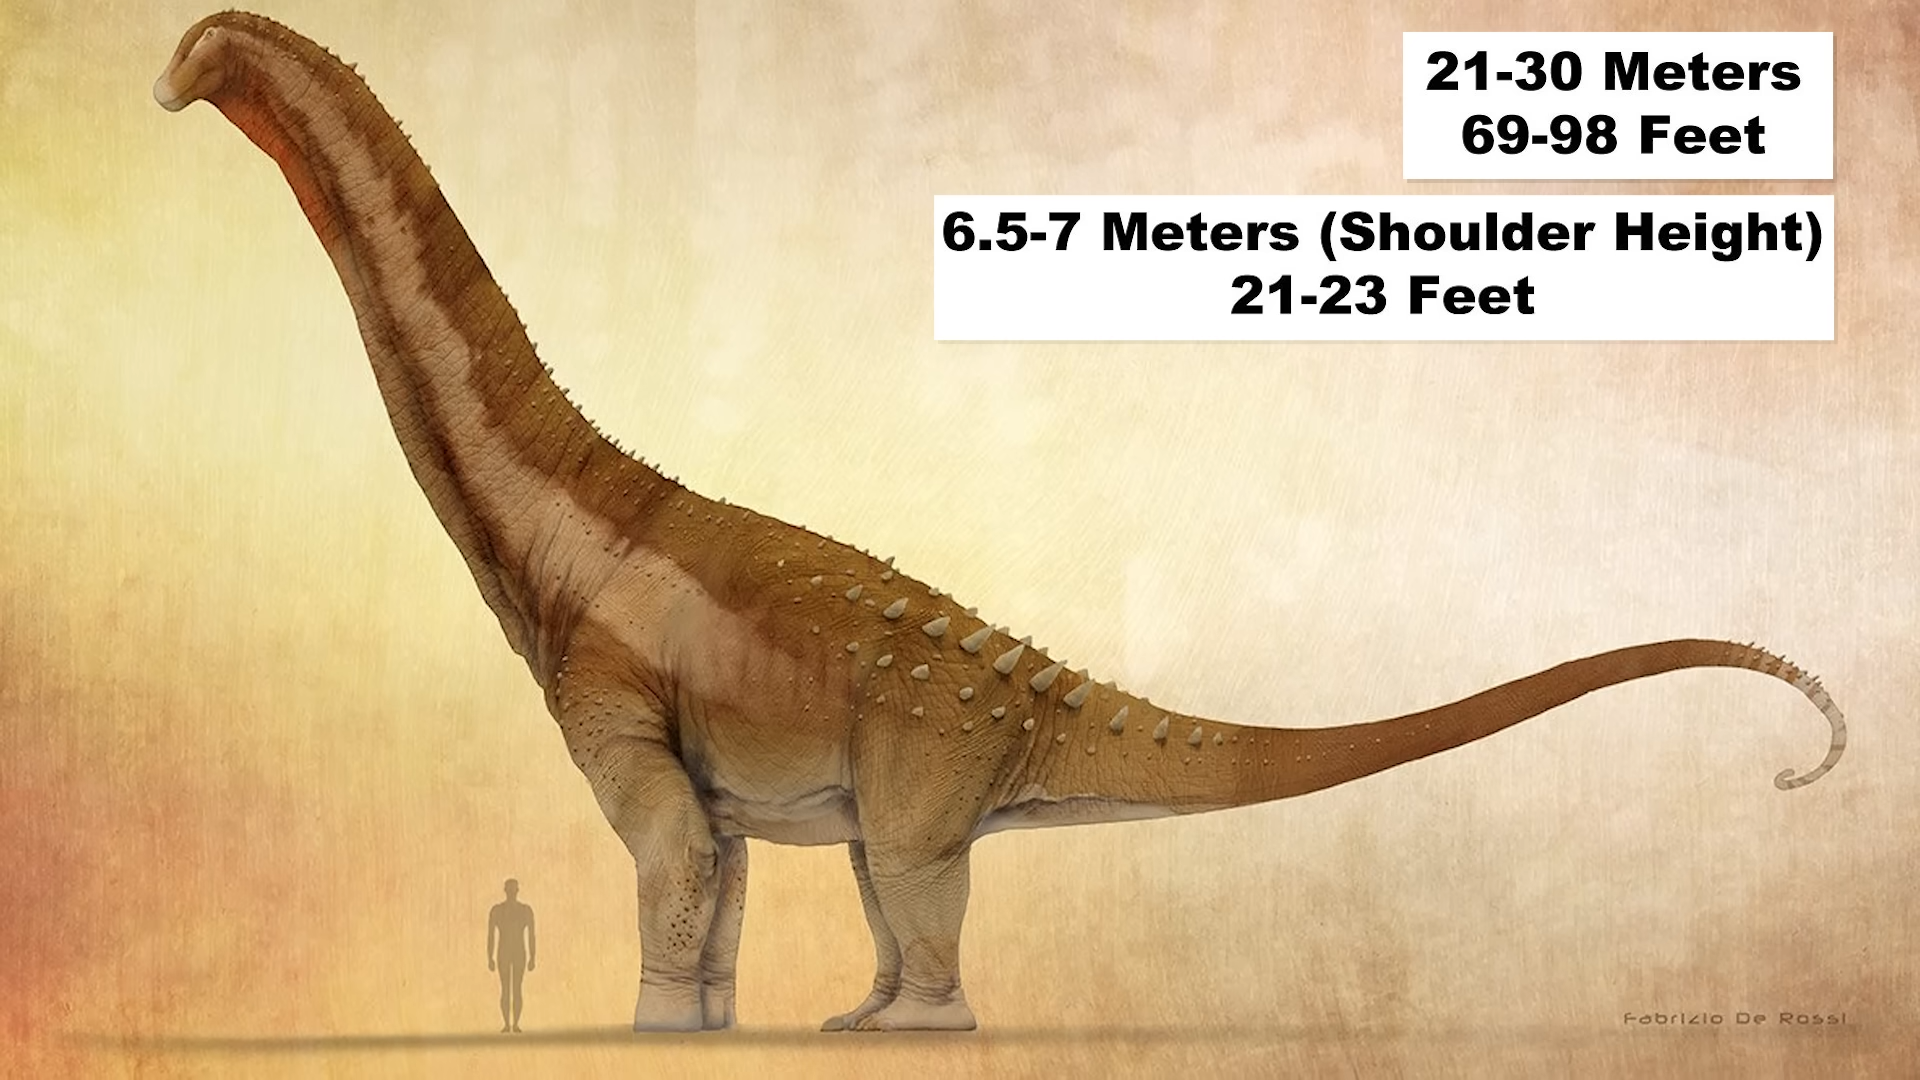 21-30 Meters
69-98 Feet
6.5-7 Meters (Shoulder Height)
21-23 Feet
Fabrizio De Rossi